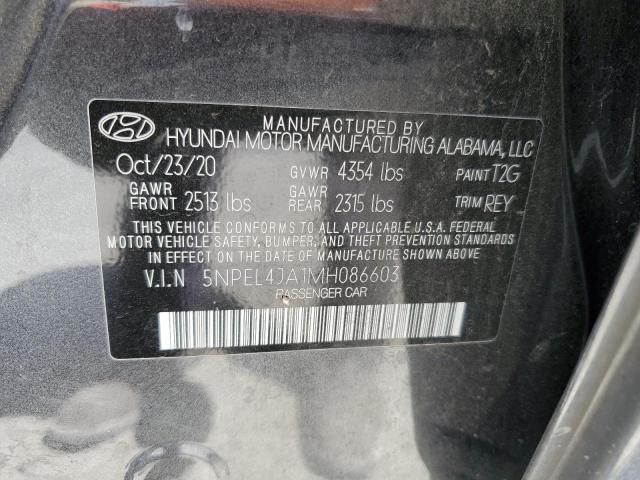 MANUFACTURED BY
HYUNDAI MOTOR MANUFACTURING ALABAMA, LLC
Oct/23/20 GVWR 4354 lbs PAINT T2G
GAWR FRONT 2513 lbs GAWR REAR 2315 lbs TRIM REY
THIS VEHICLE CONFORMS TO ALL APPLICABLE U.S.A. FEDERAL
MOTOR VEHICLE SAFETY, BUMPER, AND THEFT PREVENTION
STANDARDS IN EFFECT ON THE DATE OF MANUFACTURE SHOWN ABOVE.
V.I.N 5NPEL4JA1MH086603
PASSENGER CAR